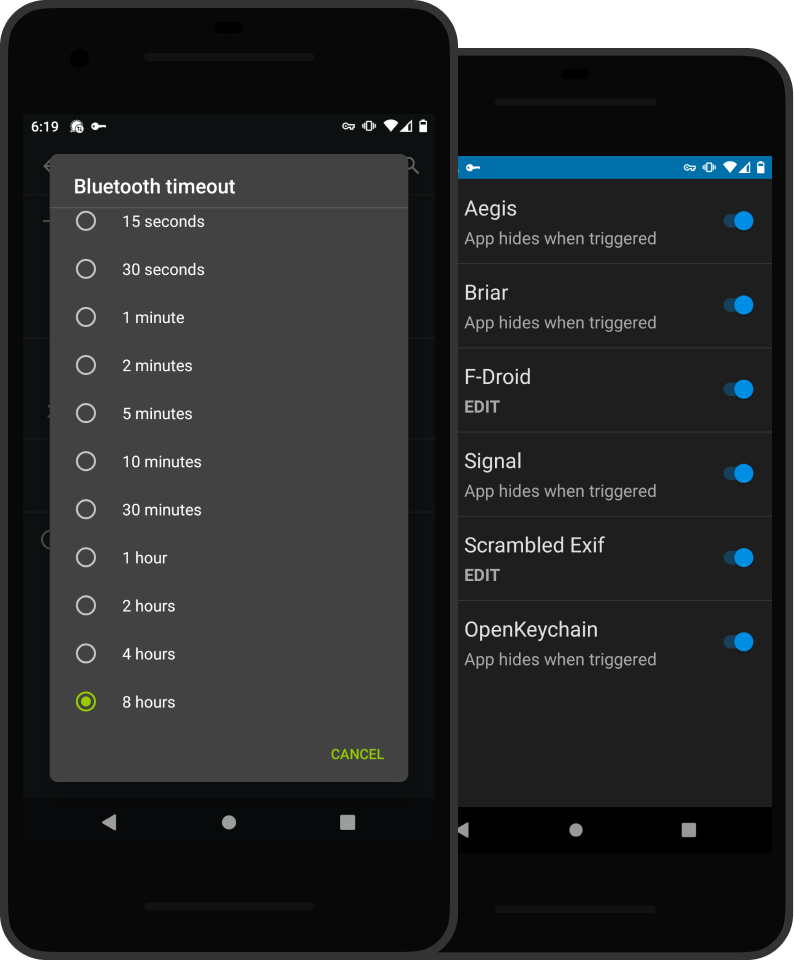 6:19
Bluetooth timeout
15 seconds
30 seconds
1 minute
2 minutes
5 minutes
10 minutes
30 minutes
1 hour
2 hours
4 hours
8 hours
CANCEL
Aegis
App hides when triggered
Briar
App hides when triggered
F-Droid
EDIT
Signal
App hides when triggered
Scrambled Exif
EDIT
OpenKeychain
App hides when triggered